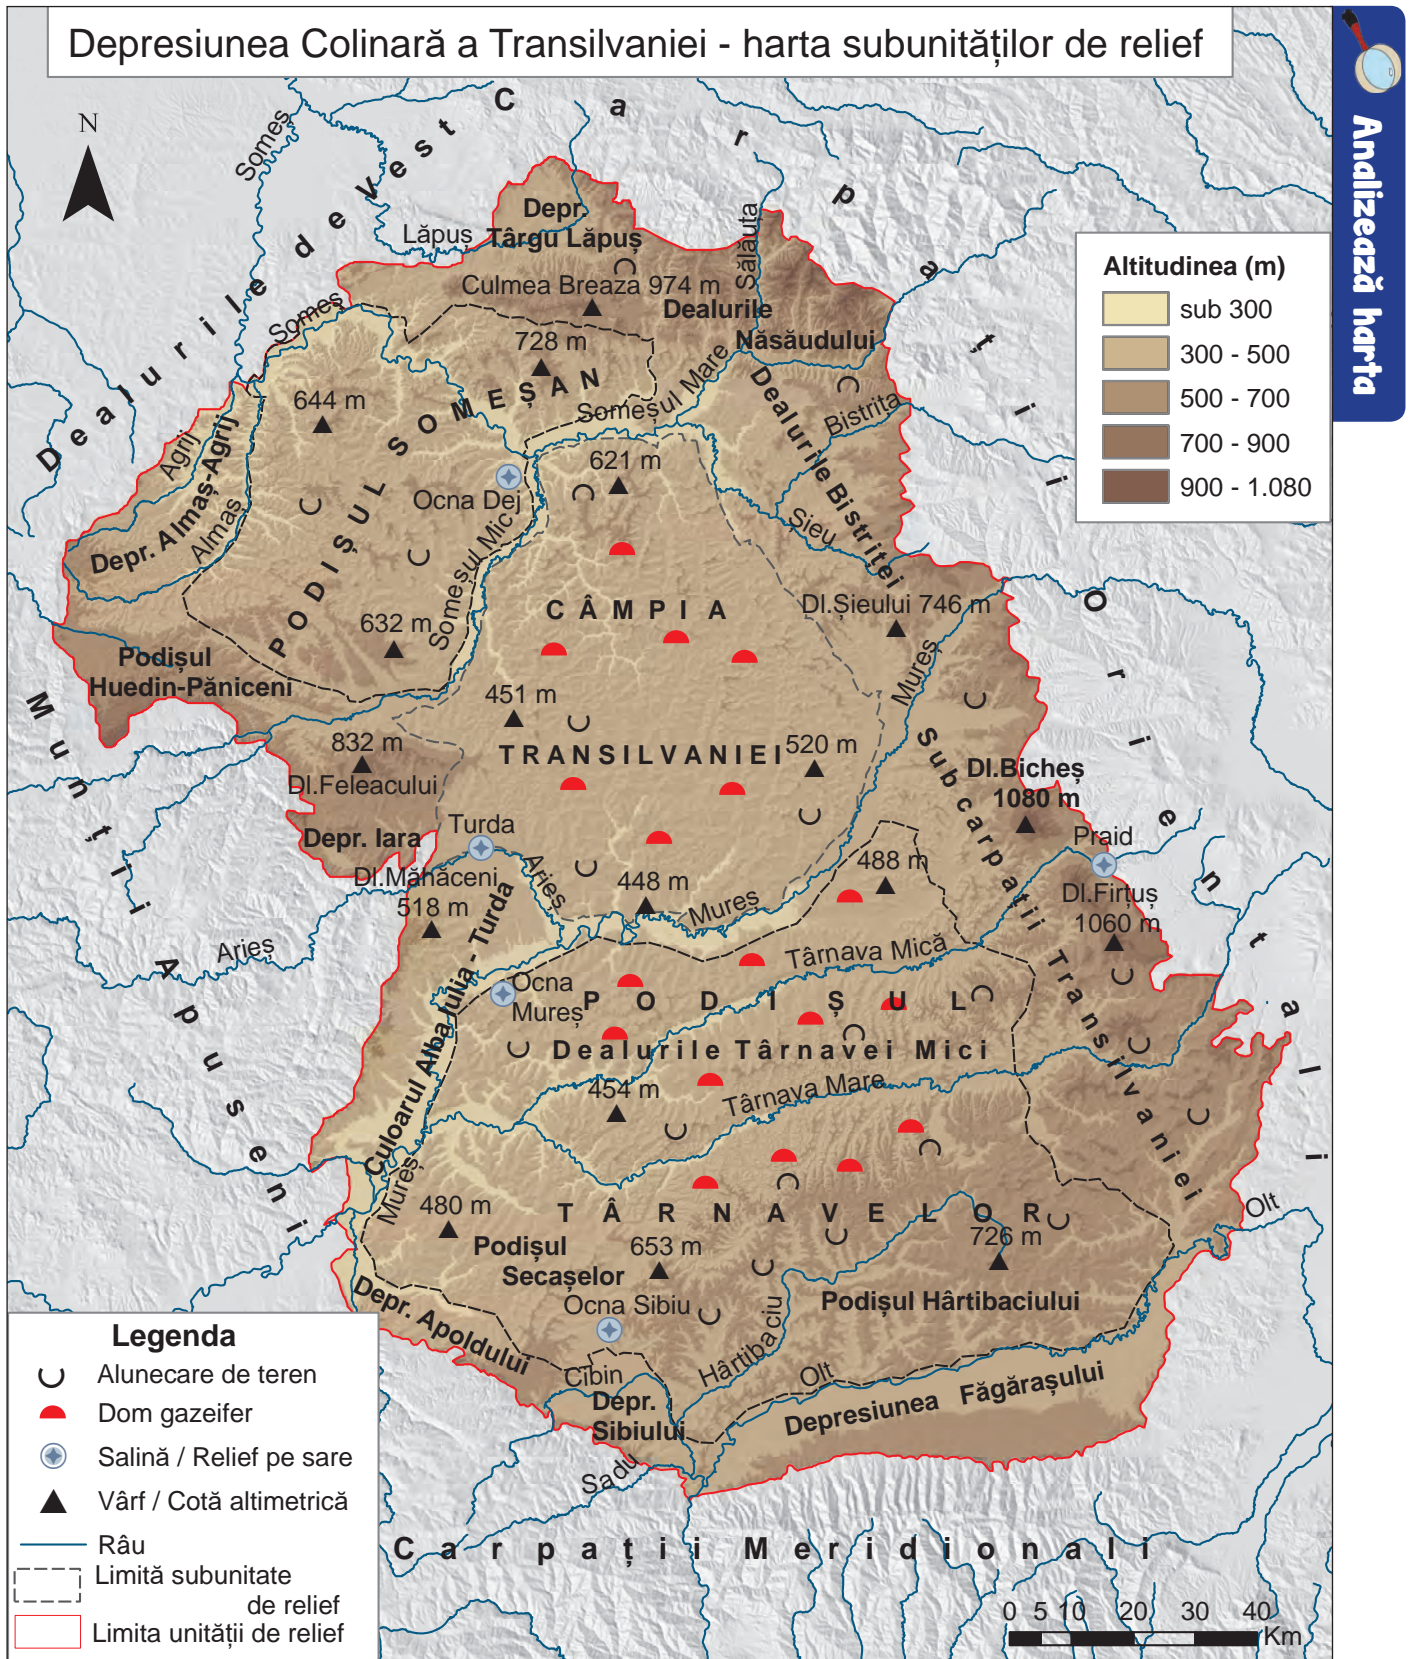 Depresiunea Colinară a Transilvaniei - harta subunităților de relief
Analizează harta
N
Altitudinea (m)
sub 300
300 - 500
500 - 700
700 - 900
900 - 1.080
Carpații Orientali
Dealurile de Vest
Someș
Lăpuș
Depr.
Târgu Lăpuș
Sălăuța
Culmea Breaza 974 m
Dealurile
Năsăudului
Someș
728 m
644 m
PODIȘUL SOMEȘAN
Someșul Mare
Dealurile Bistriței
Bistrița
Agrij
Depr. Almaș-Agrij
Almaș
621 m
Ocna Dej
Someșul Mic
Șieu
CÂMPIA
Dl.Șieului 746 m
632 m
Podișul
Huedin-Păniceni
Mureș
451 m
Munții Apuseni
832 m
Dl.Feleacului
TRANSILVANIEI
520 m
Subcarpații Transilvaniei
Dl.Bicheș
1080 m
Depr. Iara
Turda
Praid
Dl.Măhăceni
518 m
Arieș
448 m
488 m
Dl.Firtuș
1060 m
Mureș
Arieș
Culoarul Alba Iulia - Turda
Târnava Mică
Ocna
Mureș
PODIȘUL
Dealurile Târnavei Mici
454 m
Târnava Mare
Mureș
480 m
TÂRNAVELOR
Olt
Podișul
Secașelor
653 m
726 m
Ocna Sibiu
Podișul Hârtibaciului
Depr. Apoldului
Hârtibaciu
Cibin
Olt
Depr.
Sibiului
Depresiunea Făgărașului
Sadu
Carpații Meridionali
Legenda
Alunecare de teren
Dom gazeifer
Salină / Relief pe sare
Vârf / Cotă altimetrică
Râu
Limită subunitate
de relief
Limita unității de relief
0 5 10 20 30 40
Km